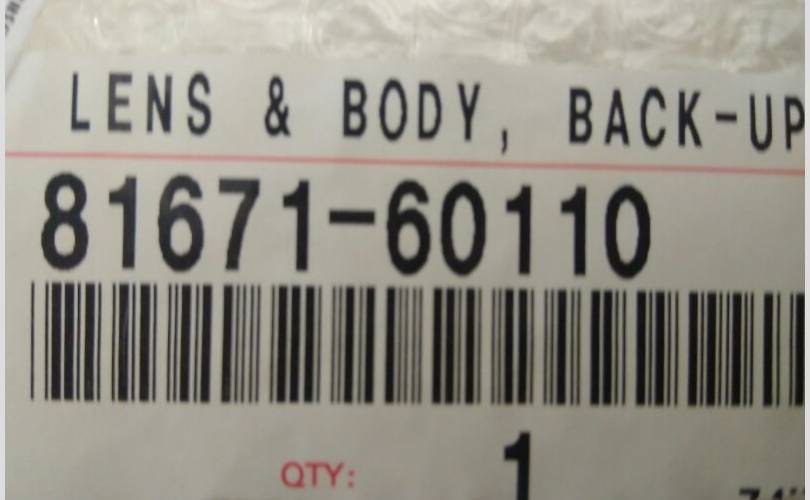 LENS & BODY, BACK-UP
81671-60110
QTY: 1